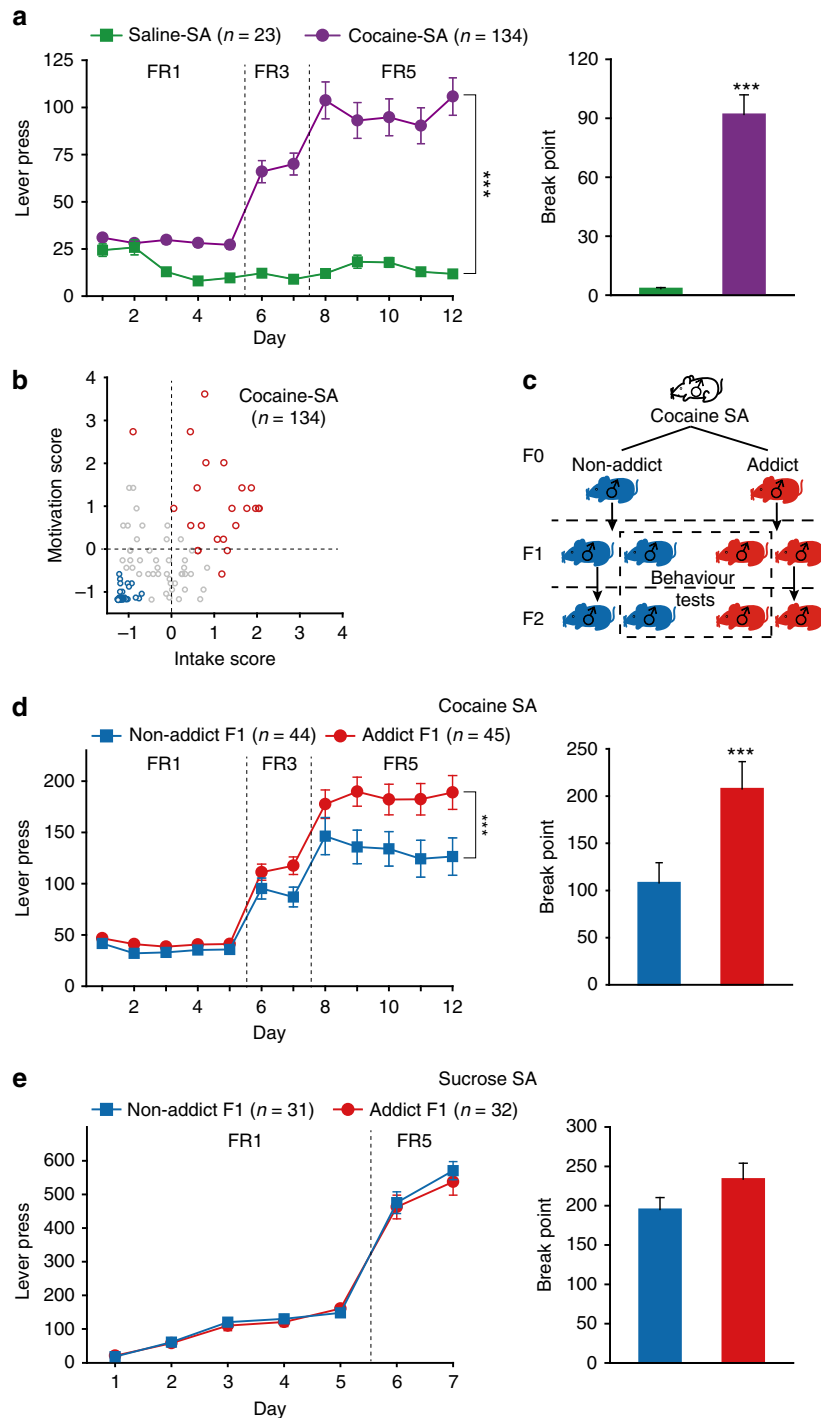 a
Saline-SA (n = 23) Cocaine-SA (n = 134)
FR1 FR3 FR5
Lever press
125
100
75
50
25
0
2 4 6 8 10 12
Day
***
Break point
120
90
60
30
0
***
b
Cocaine-SA
(n = 134)
Motivation score
4
3
2
1
0
−1
−1 0 1 2 3 4
Intake score
c
Cocaine SA
F0
Non-addict Addict
F1
Behaviour
tests
F2
d
Cocaine SA
Non-addict F1 (n = 44) Addict F1 (n = 45)
FR1 FR3 FR5
Lever press
200
150
100
50
0
2 4 6 8 10 12
Day
***
Break point
250
200
150
100
50
0
***
e
Sucrose SA
Non-addict F1 (n = 31) Addict F1 (n = 32)
FR1 FR5
Lever press
600
500
400
300
200
100
0
1 2 3 4 5 6 7
Day
Break point
300
250
200
150
100
50
0